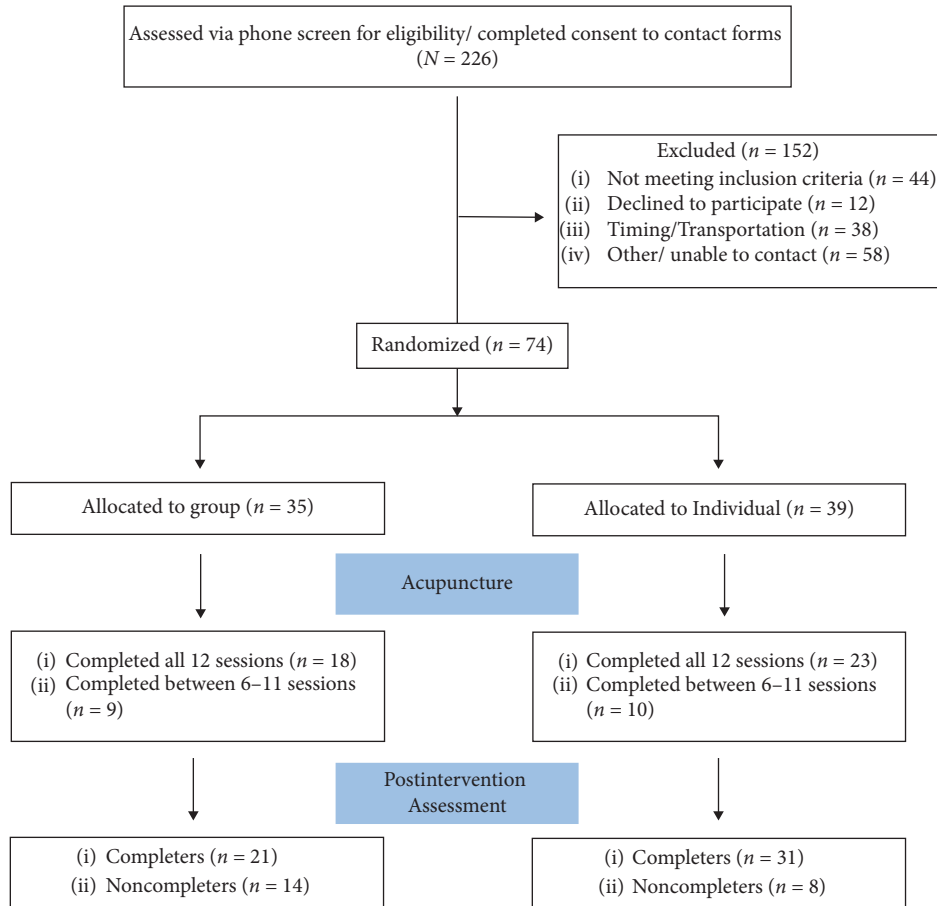 Assessed via phone screen for eligibility/ completed consent to contact forms
(N = 226)
Excluded (n = 152)
(i) Not meeting inclusion criteria (n = 44)
(ii) Declined to participate (n = 12)
(iii) Timing/Transportation (n = 38)
(iv) Other/ unable to contact (n = 58)
Randomized (n = 74)
Allocated to group (n = 35)
Allocated to Individual (n = 39)
Acupuncture
(i) Completed all 12 sessions (n = 18)
(ii) Completed between 6–11 sessions
(n = 9)
(i) Completed all 12 sessions (n = 23)
(ii) Completed between 6–11 sessions
(n = 10)
Postintervention
Assessment
(i) Completers (n = 21)
(ii) Noncompleters (n = 14)
(i) Completers (n = 31)
(ii) Noncompleters (n = 8)